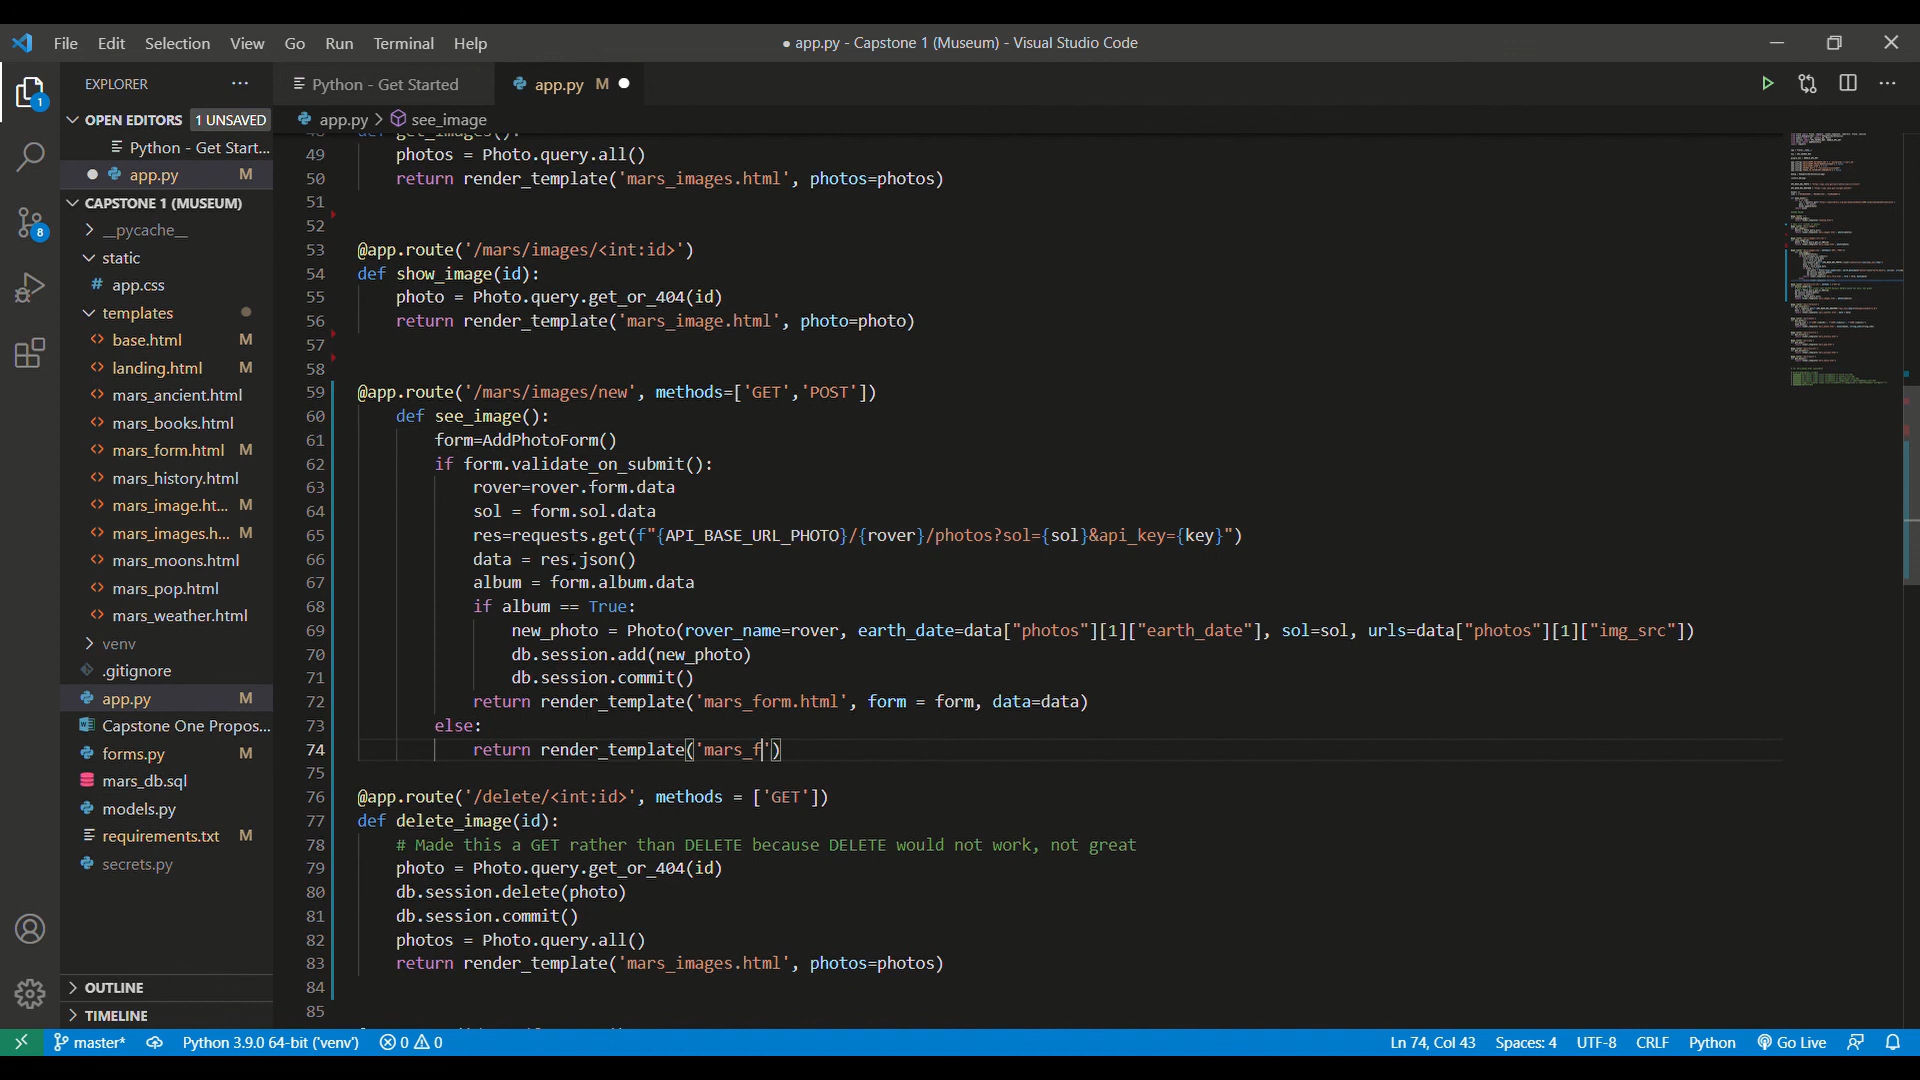 File Edit Selection View Go Run Terminal Help
● app.py - Capstone 1 (Museum) - Visual Studio Code
EXPLORER
Python - Get Started
app.py M
OPEN EDITORS 1 UNSAVED
Python - Get Start...
app.py M
CAPSTONE 1 (MUSEUM)
__pycache__
static
app.css
templates
base.html M
landing.html M
mars_ancient.html
mars_books.html
mars_form.html M
mars_history.html
mars_image.ht... M
mars_images.h... M
mars_moons.html
mars_pop.html
mars_weather.html
venv
.gitignore
app.py M
Capstone One Propos...
forms.py M
mars_db.sql
models.py
requirements.txt M
secrets.py
OUTLINE
TIMELINE
1
8
app.py > see_image
48 def get_images():
49 photos = Photo.query.all()
50 return render_template('mars_images.html', photos=photos)
51
52
53 @app.route('/mars/images/<int:id>')
54 def show_image(id):
55 photo = Photo.query.get_or_404(id)
56 return render_template('mars_image.html', photo=photo)
57
58
59 @app.route('/mars/images/new', methods=['GET','POST'])
60 def see_image():
61 form=AddPhotoForm()
62 if form.validate_on_submit():
63 rover=rover.form.data
64 sol = form.sol.data
65 res=requests.get(f"{API_BASE_URL_PHOTO}/{rover}/photos?sol={sol}&api_key={key}")
66 data = res.json()
67 album = form.album.data
68 if album == True:
69 new_photo = Photo(rover_name=rover, earth_date=data["photos"][1]["earth_date"], sol=sol, urls=data["photos"][1]["img_src"])
70 db.session.add(new_photo)
71 db.session.commit()
72 return render_template('mars_form.html', form = form, data=data)
73 else:
74 return render_template('mars_f')
75
76 @app.route('/delete/<int:id>', methods = ['GET'])
77 def delete_image(id):
78 # Made this a GET rather than DELETE because DELETE would not work, not great
79 photo = Photo.query.get_or_404(id)
80 db.session.delete(photo)
81 db.session.commit()
82 photos = Photo.query.all()
83 return render_template('mars_images.html', photos=photos)
84
85
master* Python 3.9.0 64-bit ('venv') 0 0
Ln 74, Col 43 Spaces: 4 UTF-8 CRLF Python Go Live